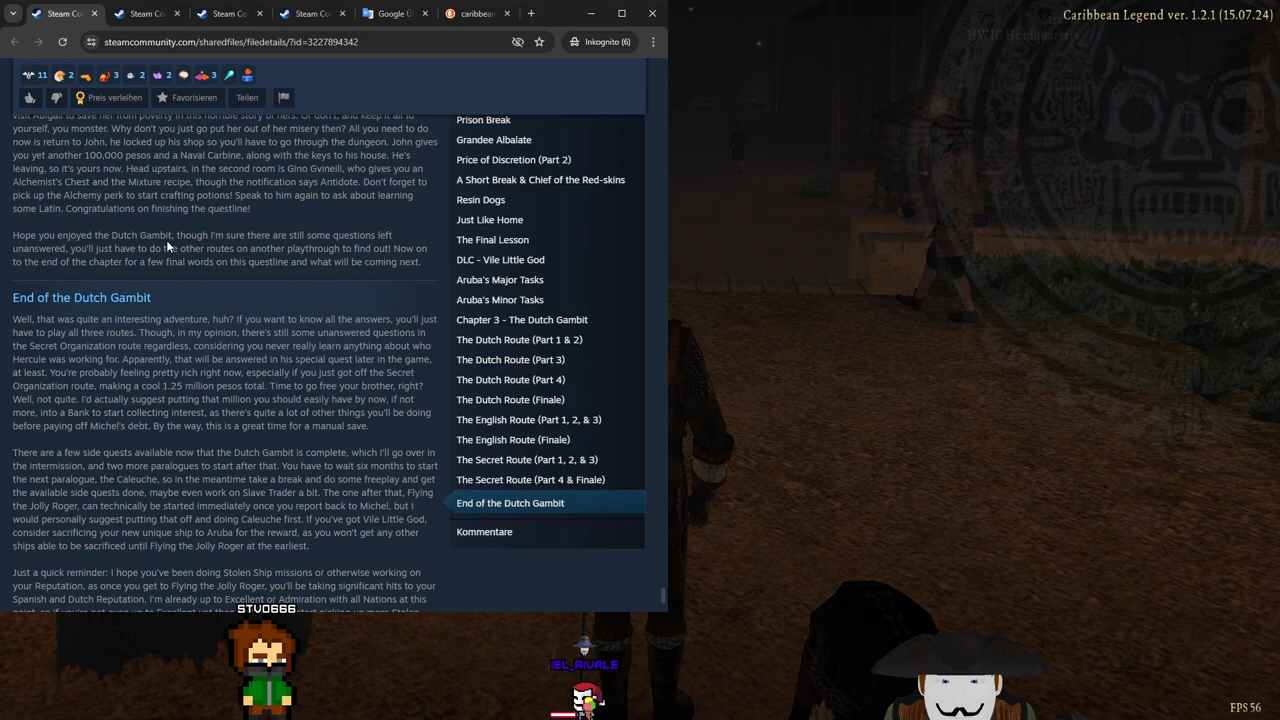 Steam Co
Steam Co
Steam Co
Steam Co
Google Ü
caribbean
steamcommunity.com/sharedfiles/filedetails/?id=3227894342
Inkognito (6)
11
2
3
2
2
3
Preis verleihen
Favorisieren
Teilen
visit Abigail to save her from poverty in this horrible story of hers. Or don't, and keep it all to
yourself, you monster. Why don't you just go put her out of her misery then? All you need to do
now is return to John, he locked up his shop so you'll have to go through the dungeon. John gives
you yet another 100,000 pesos and a Naval Carbine, along with the keys to his house. He's
leaving, so it's yours now. Head upstairs, in the second room is Gino Gvineili, who gives you an
Alchemist's Chest and the Mixture recipe, though the notification says Antidote. Don't forget to
pick up the Alchemy perk to start crafting potions! Speak to him again to ask about learning
some Latin. Congratulations on finishing the questline!
Hope you enjoyed the Dutch Gambit, though I'm sure there are still some questions left
unanswered, you'll just have to do the other routes on another playthrough to find out! Now on
to the end of the chapter for a few final words on this questline and what will be coming next.
End of the Dutch Gambit
Well, that was quite an interesting adventure, huh? If you want to know all the answers, you'll just
have to play all three routes. Though, in my opinion, there's still some unanswered questions in
the Secret Organization route regardless, considering you never really learn anything about who
Hercule was working for. Apparently, that will be answered in his special quest later in the game,
at least. You're probably feeling pretty rich right now, especially if you just got off the Secret
Organization route, making a cool 1.25 million pesos total. Time to go free your brother, right?
Well, not quite. I'd actually suggest putting that million you should easily have by now, if not
more, into a Bank to start collecting interest, as there's quite a lot of other things you'll be doing
before paying off Michel's debt. By the way, this is a great time for a manual save.
There are a few side quests available now that the Dutch Gambit is complete, which I'll go over in
the intermission, and two more paralogues to start after that. You have to wait six months to start
the next paralogue, the Caleuche, so in the meantime take a break and do some freeplay and get
the available side quests done, maybe even work on Slave Trader a bit. The one after that, Flying
the Jolly Roger, can technically be started immediately once you report back to Michel, but I
would personally suggest putting that off and doing Caleuche first. If you've got Vile Little God,
consider sacrificing your new unique ship to Aruba for the reward, as you won't get any other
ships able to be sacrificed until Flying the Jolly Roger at the earliest.
Just a quick reminder: I hope you've been doing Stolen Ship missions or otherwise working on
your Reputation, as once you get to Flying the Jolly Roger, you'll be taking significant hits to your
Spanish and Dutch Reputation. I'm already up to Excellent or Admiration with all Nations at this
Prison Break
Grandee Albalate
Price of Discretion (Part 2)
A Short Break & Chief of the Red-skins
Resin Dogs
Just Like Home
The Final Lesson
DLC - Vile Little God
Aruba's Major Tasks
Aruba's Minor Tasks
Chapter 3 - The Dutch Gambit
The Dutch Route (Part 1 & 2)
The Dutch Route (Part 3)
The Dutch Route (Part 4)
The Dutch Route (Finale)
The English Route (Part 1, 2, & 3)
The English Route (Finale)
The Secret Route (Part 1, 2, & 3)
The Secret Route (Part 4 & Finale)
End of the Dutch Gambit
Kommentare
Caribbean Legend ver. 1.2.1 (15.07.24)
HWIC Headquarters
STVO666
IEL_RIVALE
FPS 56